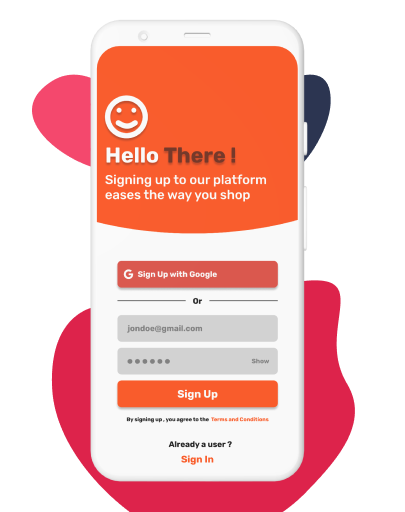 Hello There !
Signing up to our platform
eases the way you shop
G Sign Up with Google
Or
jondoe@gmail.com
●●●●●● Show
Sign Up
By signing up , you agree to the Terms and Conditions
Already a user ?
Sign In